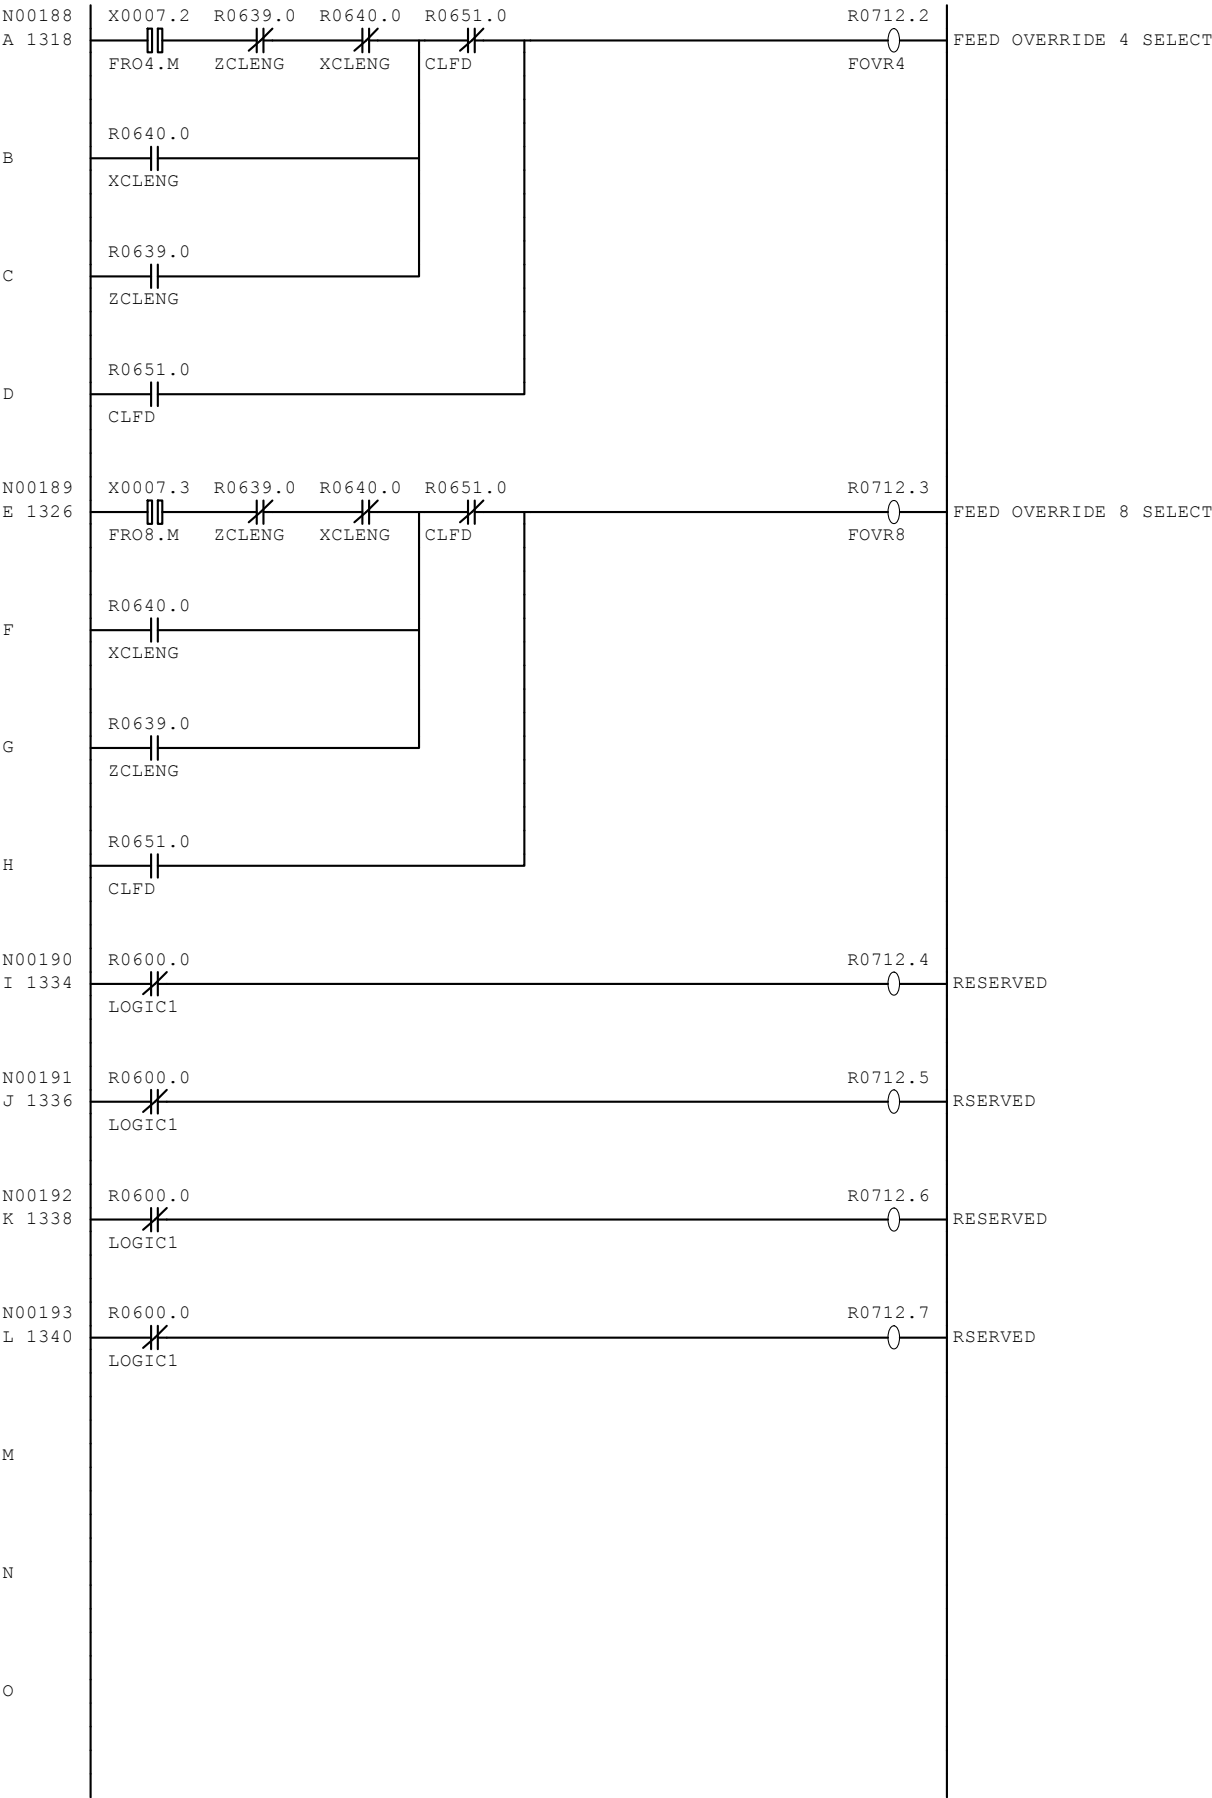 N00188 X0007.2 R0639.0 R0640.0 R0651.0 R0712.2
A 1318 FEED OVERRIDE 4 SELECT
FRO4.M ZCLENG XCLENG CLFD FOVR4
R0640.0
B
XCLENG
R0639.0
C
ZCLENG
R0651.0
D
CLFD
N00189 X0007.3 R0639.0 R0640.0 R0651.0 R0712.3
E 1326 FEED OVERRIDE 8 SELECT
FRO8.M ZCLENG XCLENG CLFD FOVR8
R0640.0
F
XCLENG
R0639.0
G
ZCLENG
R0651.0
H
CLFD
N00190 R0600.0 R0712.4
I 1334 RESERVED
LOGIC1
N00191 R0600.0 R0712.5
J 1336 RSERVED
LOGIC1
N00192 R0600.0 R0712.6
K 1338 RESERVED
LOGIC1
N00193 R0600.0 R0712.7
L 1340 RSERVED
LOGIC1
M
N
O